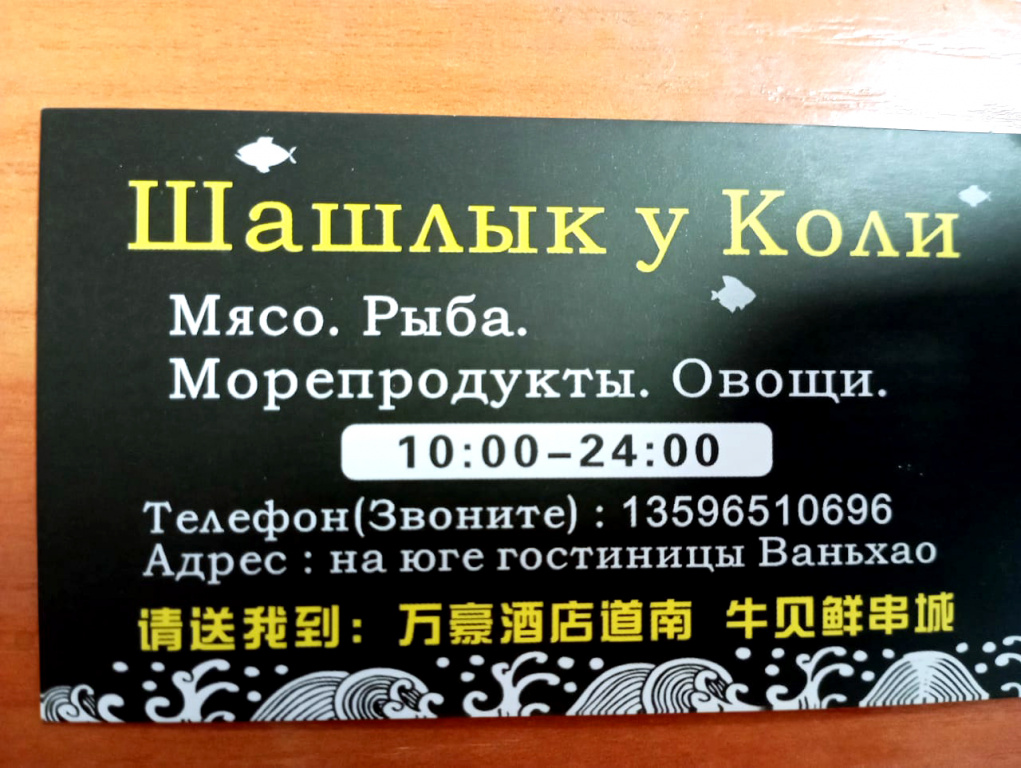 Шашлык у Коли
Мясо. Рыба.
Морепродукты. Овощи.
10:00-24:00
Телефон(Звоните) : 13596510696
Адрес : на юге гостиницы Ваньхао
请送我到：万豪酒店道南 牛贝鲜串城